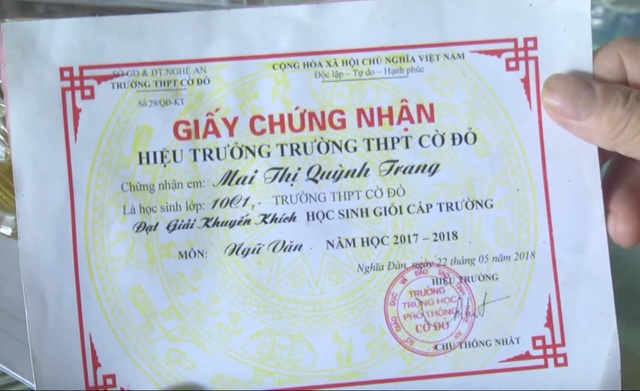 SỞ GD & ĐT NGHỆ AN
TRƯỜNG THPT CỜ ĐỎ
Số 29/QĐ-KT
CỘNG HÒA XÃ HỘI CHỦ NGHĨA VIỆT NAM
Độc lập – Tự do – Hạnh phúc
GIẤY CHỨNG NHẬN
HIỆU TRƯỞNG TRƯỜNG THPT CỜ ĐỎ
Chứng nhận em: Mai Thị Quỳnh Trang
Là học sinh lớp: 10C1,- TRƯỜNG THPT CỜ ĐỎ
Đạt Giải Khuyến Khích HỌC SINH GIỎI CẤP TRƯỜNG
MÔN: Ngữ Văn NĂM HỌC 2017 – 2018
Nghĩa Đàn, ngày 22 tháng 05 năm 2018
HIỆU TRƯỞNG
TRƯỜNG
TRUNG HỌC
PHỔ THÔNG
CỜ ĐỎ
CHU THỐNG NHẤT